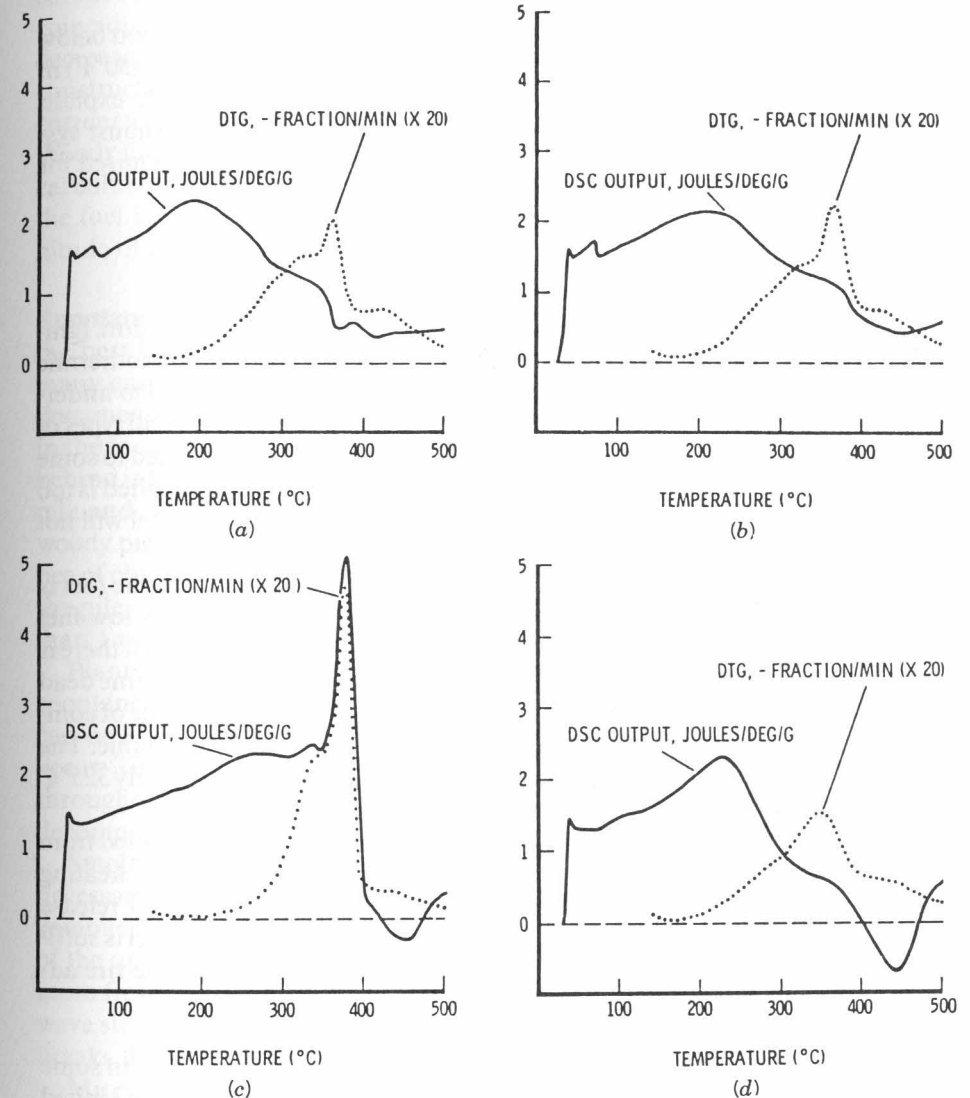 5
4
3
2
1
0
DTG, - FRACTION/MIN (X 20)
DSC OUTPUT, JOULES/DEG/G
100 200 300 400 500
TEMPERATURE (°C)
(a)
5
4
3
2
1
0
DTG, - FRACTION/MIN (X 20)
DSC OUTPUT, JOULES/DEG/G
100 200 300 400 500
TEMPERATURE (°C)
(b)
5
4
3
2
1
0
DTG, - FRACTION/MIN (X 20 )
DSC OUTPUT, JOULES/DEG/G
100 200 300 400 500
TEMPERATURE (°C)
(c)
5
4
3
2
1
0
DTG, - FRACTION/MIN (X 20)
DSC OUTPUT, JOULES/DEG/G
100 200 300 400 500
TEMPERATURE (°C)
(d)